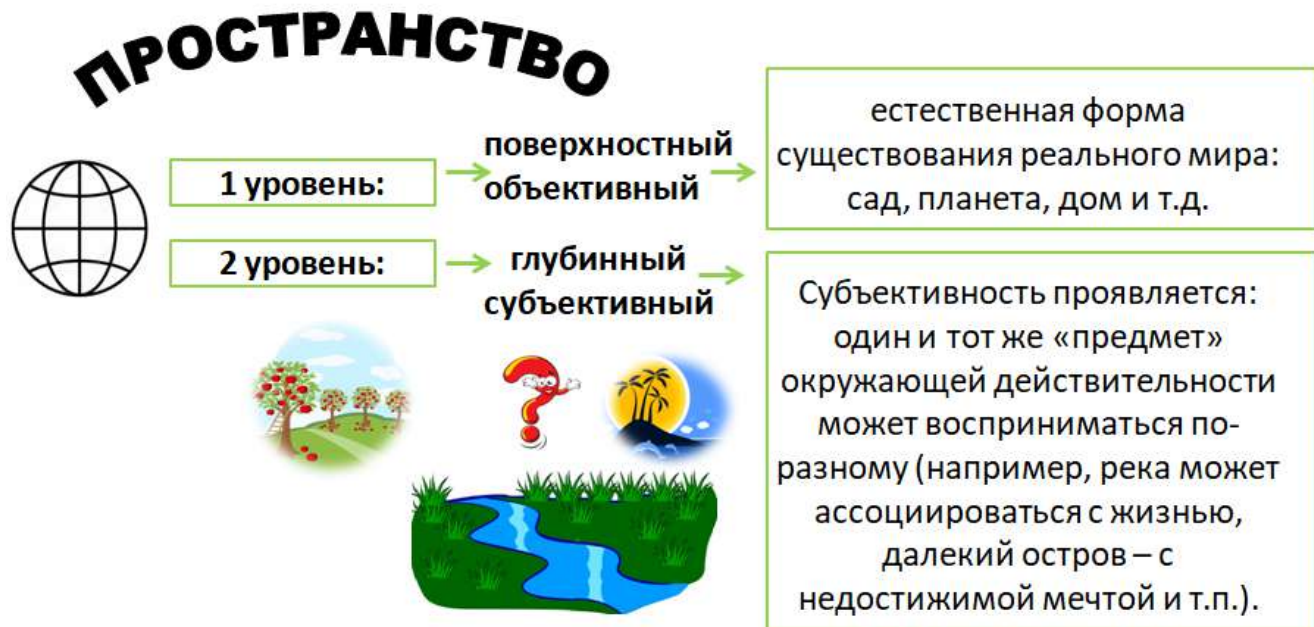 ПРОСТРАНСТВО
1 уровень:
поверхностный
объективный
естественная форма
существования реального мира:
сад, планета, дом и т.д.
2 уровень:
глубинный
субъективный
Субъективность проявляется:
один и тот же «предмет»
окружающей действительности
может восприниматься по-
разному (например, река может
ассоциироваться с жизнью,
далекий остров – с
недостижимой мечтой и т.п.).